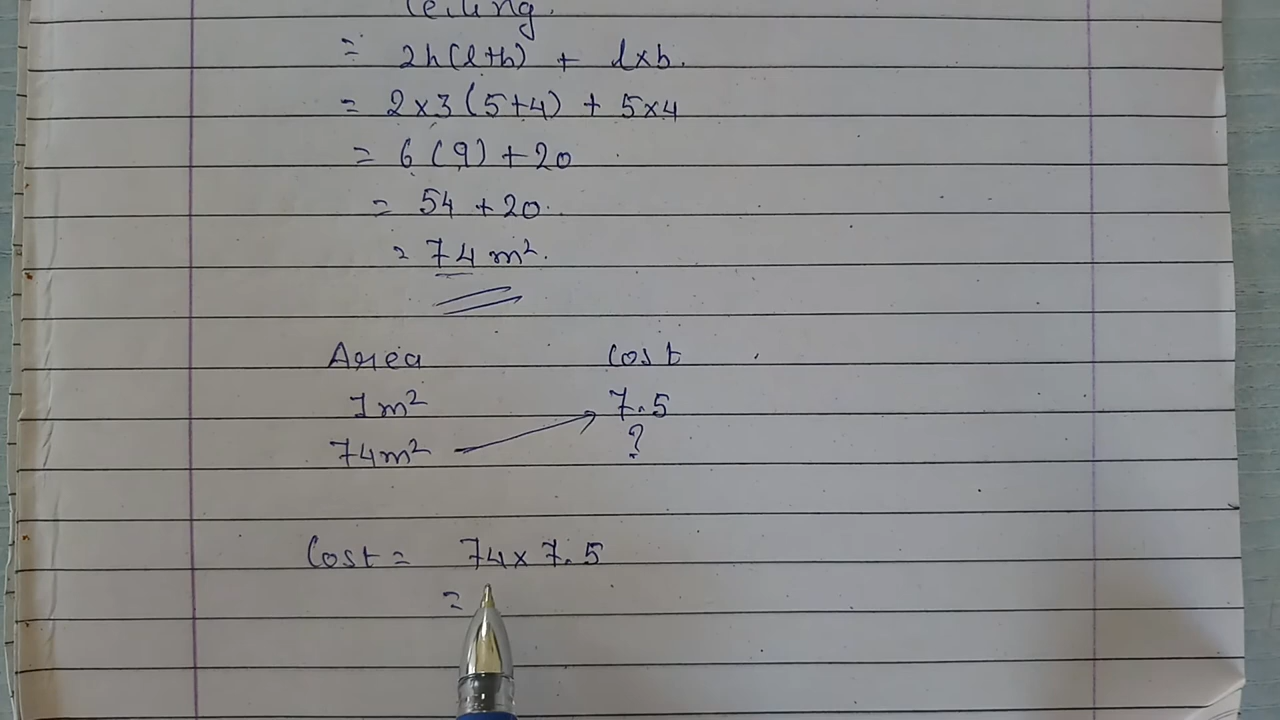 Ceiling.
= 2h(l+b) + l×b.
= 2×3(5+4) + 5×4
= 6(9) + 20
= 54 + 20.
= 74 m².
Area Cost
1m² 7.5
74m² ?
Cost = 74×7.5
=